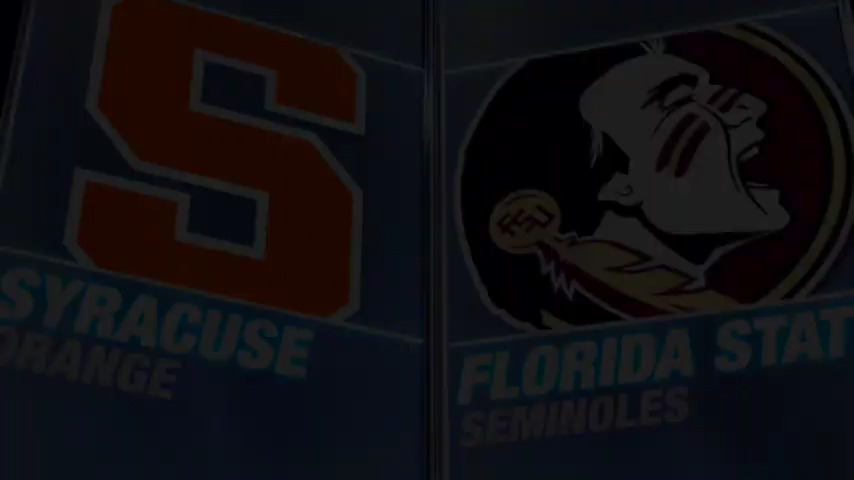 S
SYRACUSE
ORANGE
FSU
FLORIDA STAT
SEMINOLES